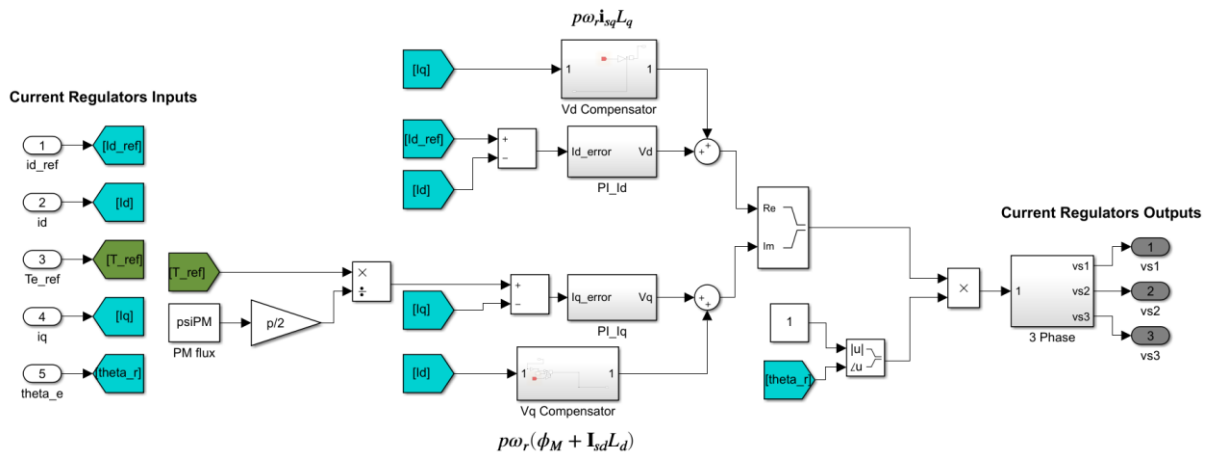 pω_r i_sq L_q
[Iq]
1
1
Vd Compensator
Current Regulators Inputs
1
id_ref
[Id_ref]
2
id
[Id]
3
Te_ref
[T_ref]
4
iq
[Iq]
5
theta_e
[theta_r]
[Id_ref]
[Id]
+
−
Id_error
Vd
PI_Id
+
+
[T_ref]
psiPM
PM flux
p/2
×
÷
[Iq]
+
−
Iq_error
Vq
PI_Iq
+
+
[Id]
1
1
Vq Compensator
pω_r(ϕ_M + I_sd L_d)
Re
Im
1
[theta_r]
|u|
∠u
×
Current Regulators Outputs
1
vs1
vs2
vs3
3 Phase
1
vs1
2
vs2
3
vs3